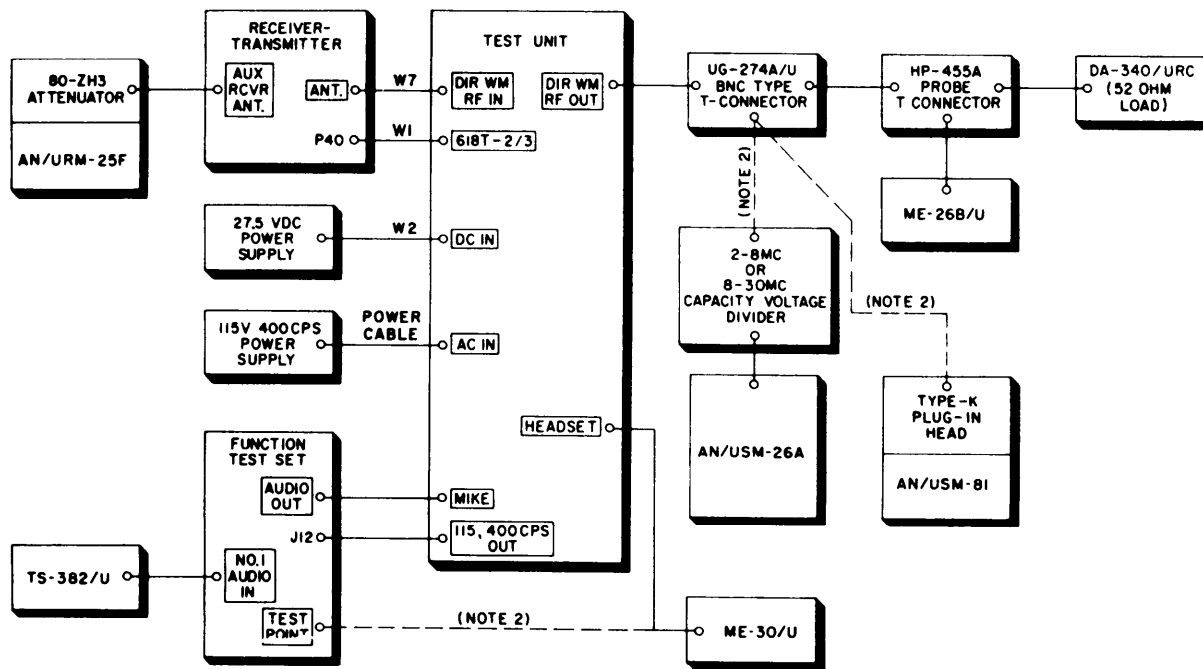 80-ZH3
ATTENUATOR
AN/URM-25F
RECEIVER-
TRANSMITTER
AUX
RCVR
ANT.
ANT.
P40
W7
W1
27.5 VDC
POWER
SUPPLY
W2
115V 400CPS
POWER
SUPPLY
POWER
CABLE
FUNCTION
TEST SET
AUDIO
OUT
J12
NO.1
AUDIO
IN
TEST
POINT
TS-382/U
TEST UNIT
DIR WM
RF IN
DIR WM
RF OUT
618T-2/3
DC IN
AC IN
HEADSET
MIKE
115, 400CPS
OUT
(NOTE 2)
ME-30/U
UG-274A/U
BNC TYPE
T-CONNECTOR
(NOTE 2)
2-8MC
OR
8-30MC
CAPACITY VOLTAGE
DIVIDER
AN/USM-26A
HP-455A
PROBE
T CONNECTOR
ME-26B/U
DA-340/URC
(52 OHM
LOAD)
(NOTE 2)
TYPE-K
PLUG-IN
HEAD
AN/USM-81